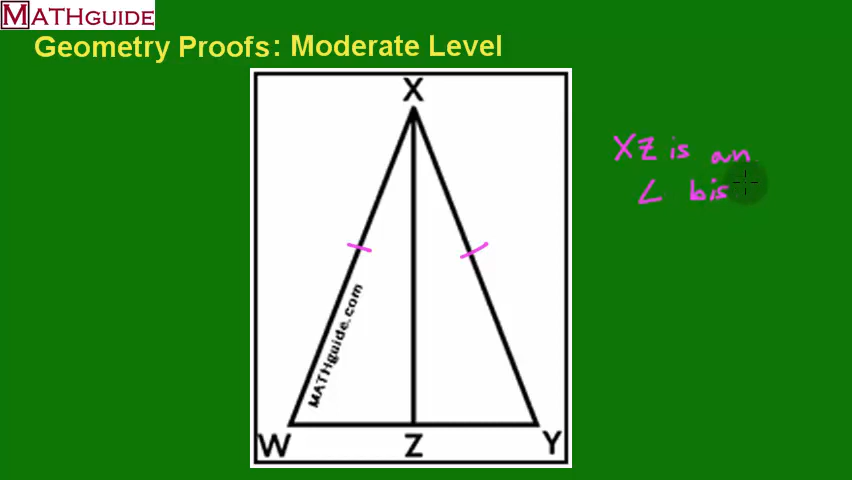 MATHGUIDE
Geometry Proofs: Moderate Level
X
XZ is an
∠ bis
MATHguide.com
W
Z
Y